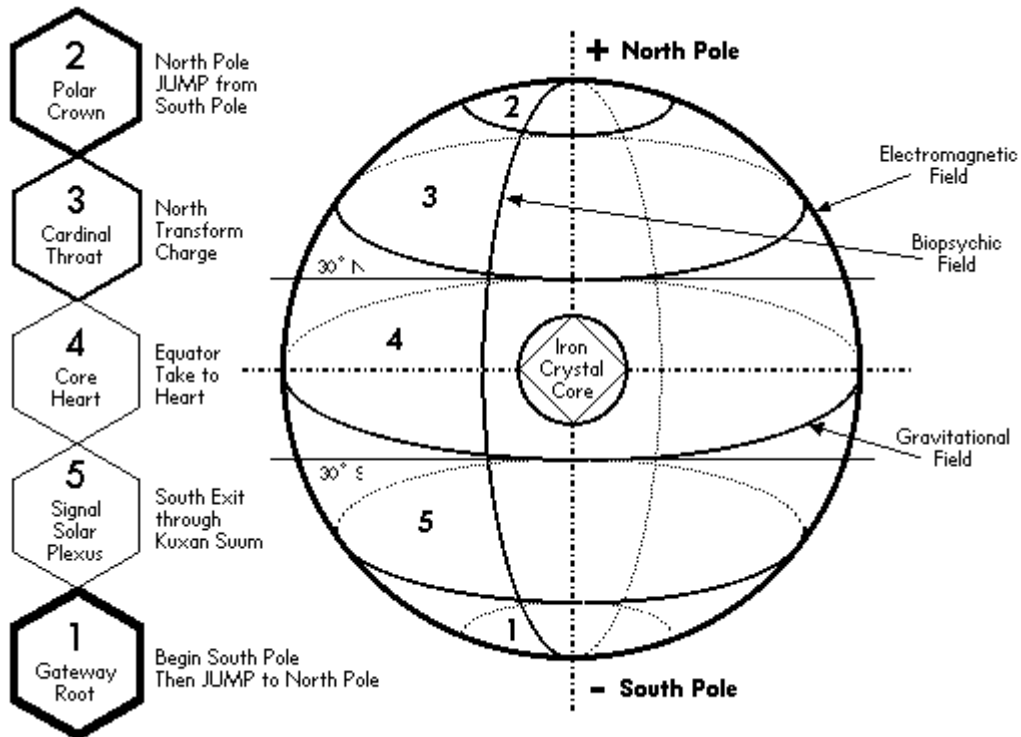 2
Polar
Crown
North Pole
JUMP from
South Pole
3
Cardinal
Throat
North
Transform
Charge
4
Core
Heart
Equator
Take to
Heart
5
Signal
Solar
Plexus
South Exit
through
Kuxan Suum
1
Gateway
Root
Begin South Pole
Then JUMP to North Pole
+ North Pole
2
Electromagnetic
Field
3
Biopsychic
Field
30° N
4
Iron
Crystal
Core
Gravitational
Field
30° S
5
1
- South Pole